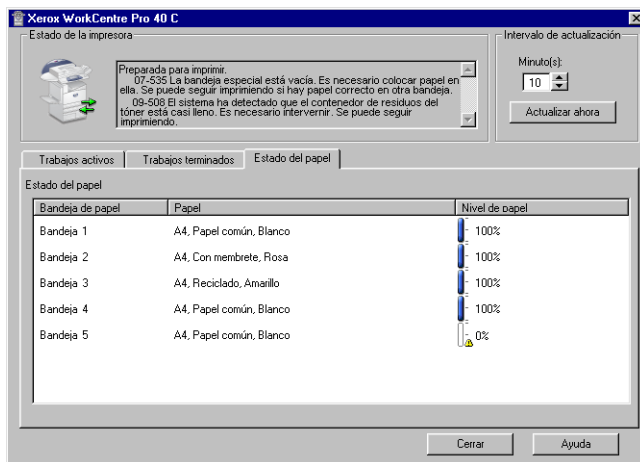 Xerox WorkCentre Pro 40 C
Estado de la impresora
Preparada para imprimir.
07-535 La bandeja especial está vacía. Es necesario colocar papel en
ella. Se puede seguir imprimiendo si hay papel correcto en otra bandeja.
09-508 El sistema ha detectado que el contenedor de residuos del
tóner está casi lleno. Es necesario intervenir. Se puede seguir
imprimiendo.
Intervalo de actualización
Minuto(s):
10
Actualizar ahora
Trabajos activos Trabajos terminados Estado del papel
Estado del papel
Bandeja de papel Papel Nivel de papel
Bandeja 1 A4, Papel común, Blanco 100%
Bandeja 2 A4, Con membrete, Rosa 100%
Bandeja 3 A4, Reciclado, Amarillo 100%
Bandeja 4 A4, Papel común, Blanco 100%
Bandeja 5 A4, Papel común, Blanco 0%
Cerrar Ayuda